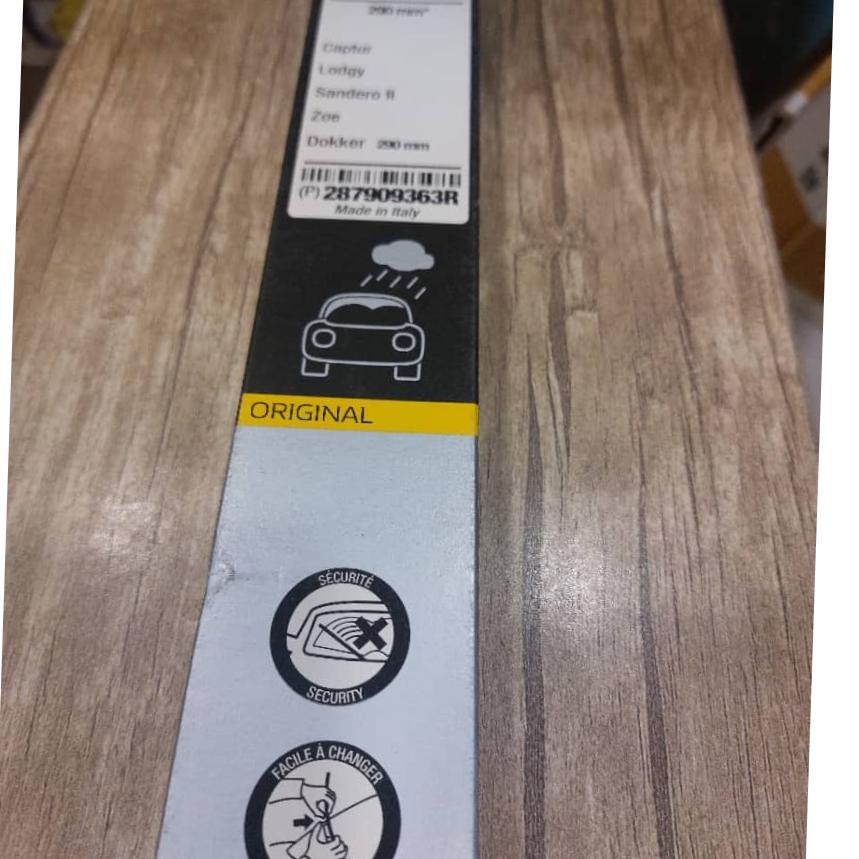 290 mm*
Captur
Lodgy
Sandero II
Zoe
Dokker 290 mm
(P) 287909363R
Made in Italy
ORIGINAL
SÉCURITÉ
SECURITY
FACILE À CHANGER